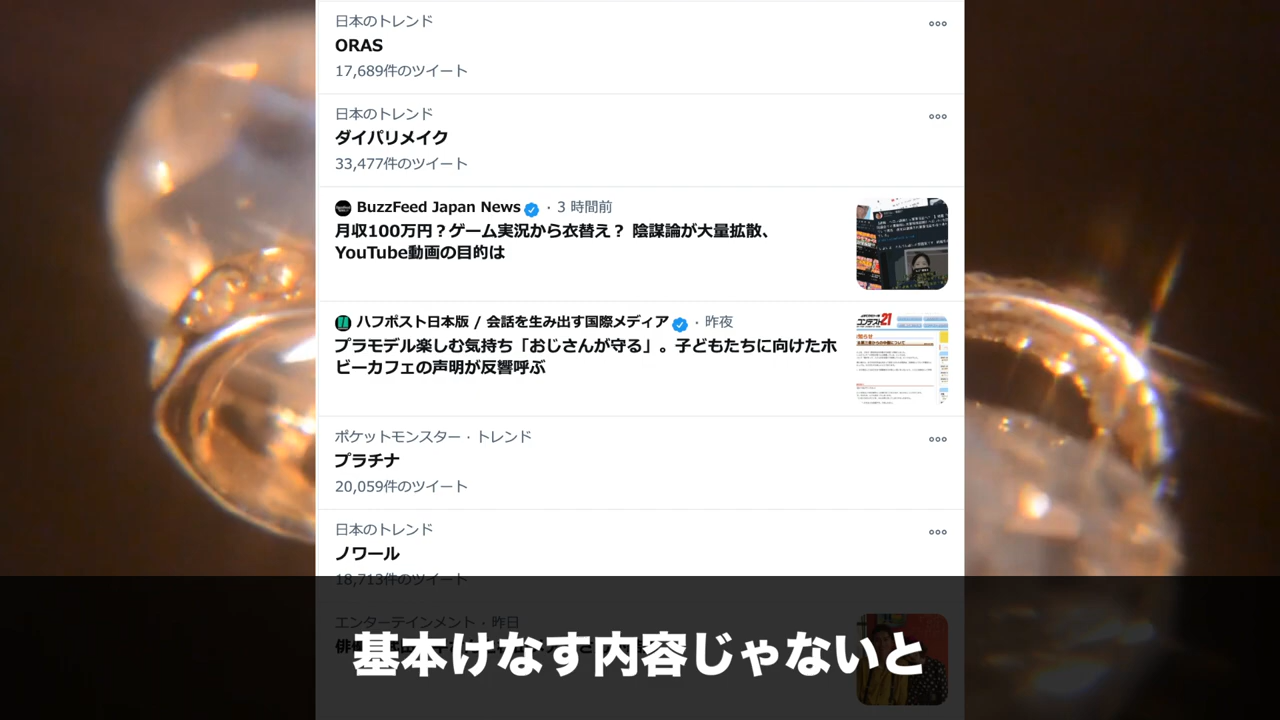 日本のトレンド
ORAS
17,689件のツイート
日本のトレンド
ダイパリメイク
33,477件のツイート
BuzzFeed Japan News · 3 時間前
月収100万円？ゲーム実況から衣替え？ 陰謀論が大量拡散、
YouTube動画の目的は
ハフポスト日本版 / 会話を生み出す国際メディア · 昨夜
プラモデル楽しむ気持ち「おじさんが守る」。子どもたちに向けたホ
ビーカフェの声明が反響呼ぶ
コンテスト21
ポケットモンスター · トレンド
プラチナ
20,059件のツイート
日本のトレンド
ノワール
18,713件のツイート
エンターテインメント · 昨日
基本けなす内容じゃないと